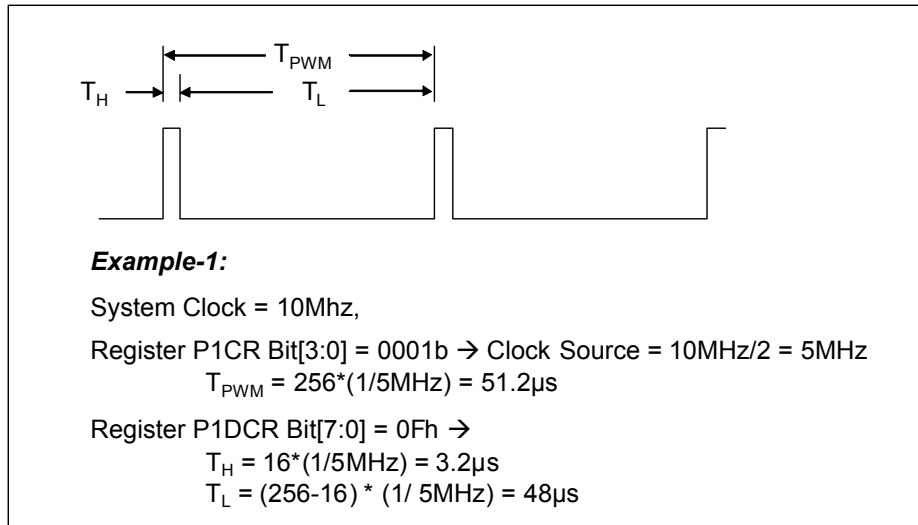 T_PWM
T_H T_L
Example-1:
System Clock = 10Mhz,
Register P1CR Bit[3:0] = 0001b → Clock Source = 10MHz/2 = 5MHz
T_PWM = 256*(1/5MHz) = 51.2µs
Register P1DCR Bit[7:0] = 0Fh →
T_H = 16*(1/5MHz) = 3.2µs
T_L = (256-16) * (1/ 5MHz) = 48µs